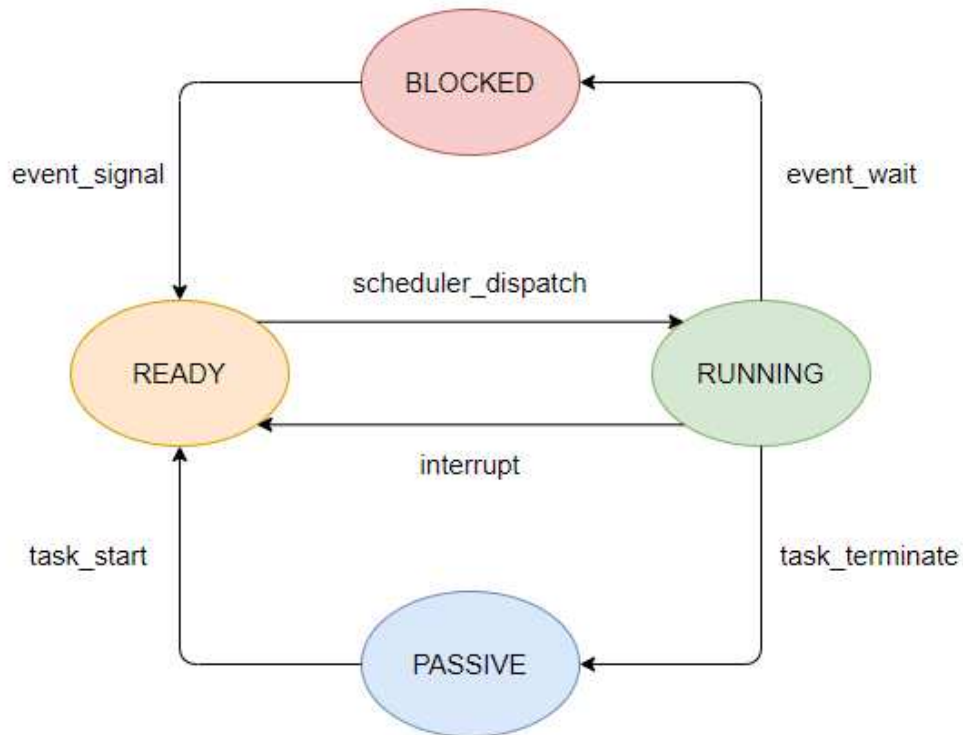 BLOCKED
event_signal
event_wait
scheduler_dispatch
READY
RUNNING
interrupt
task_start
task_terminate
PASSIVE